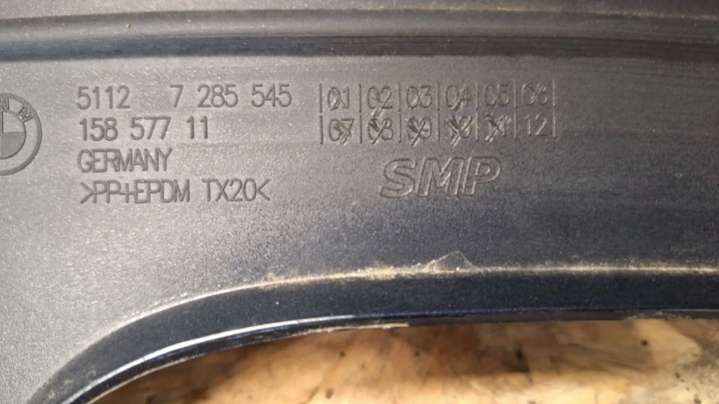 5112 7 285 545
158 577 11
GERMANY
>PP+EPDM TX20<
|01|02|03|04|05|06|
|07|08|09|10|11|12|
SMP